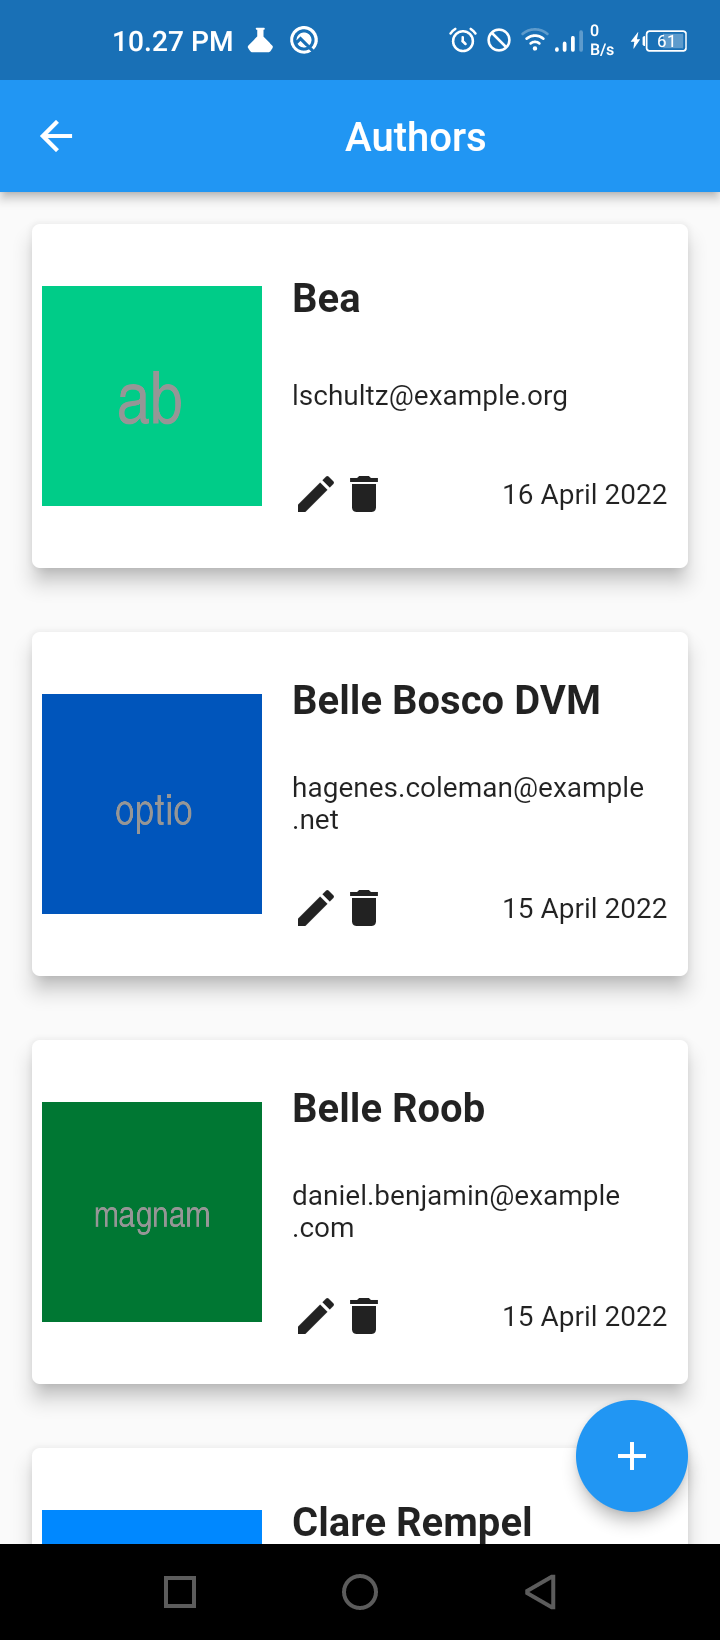 10.27 PM
0
B/s
61
Authors
Bea
ab
lschultz@example.org
16 April 2022
Belle Bosco DVM
optio
hagenes.coleman@example
.net
15 April 2022
Belle Roob
magnam
daniel.benjamin@example
.com
15 April 2022
Clare Rempel